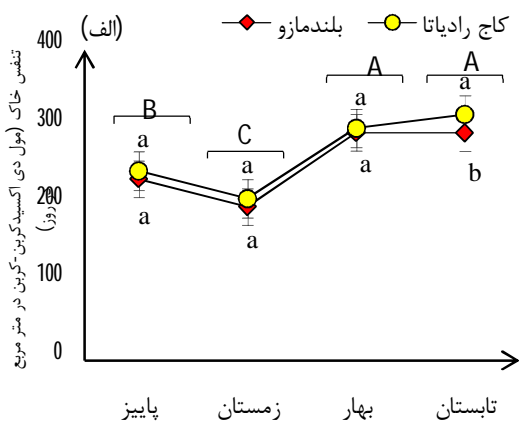 (الف)
بلندمازو
کاج رادیاتا
تنفس خاک (مول دی اکسیدکربن-کربن در متر مربع
روز)
400
300
200
100
0
B
a
a
C
a
a
A
a
a
A
a
b
پاییز
زمستان
بهار
تابستان